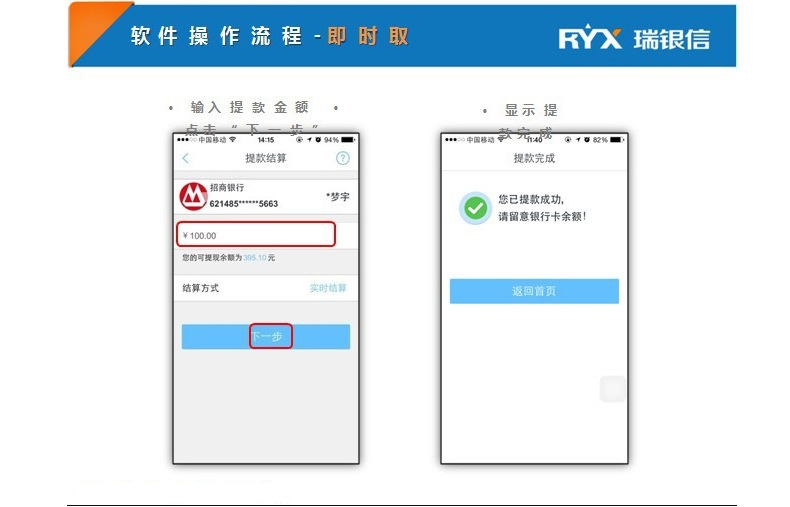 软件操作流程-即时取
RYX 瑞银信
• 输入提款金额 •
点击“下一步”
中国移动 14:15 94%
提款结算
?
招商银行
621485******5663
*梦宇
¥ 100.00
您的可提现余额为 395.10 元
结算方式
实时结算
下一步
• 显示提
款完成
中国移动 11:40 82%
提款完成
您已提款成功,
请留意银行卡余额!
返回首页